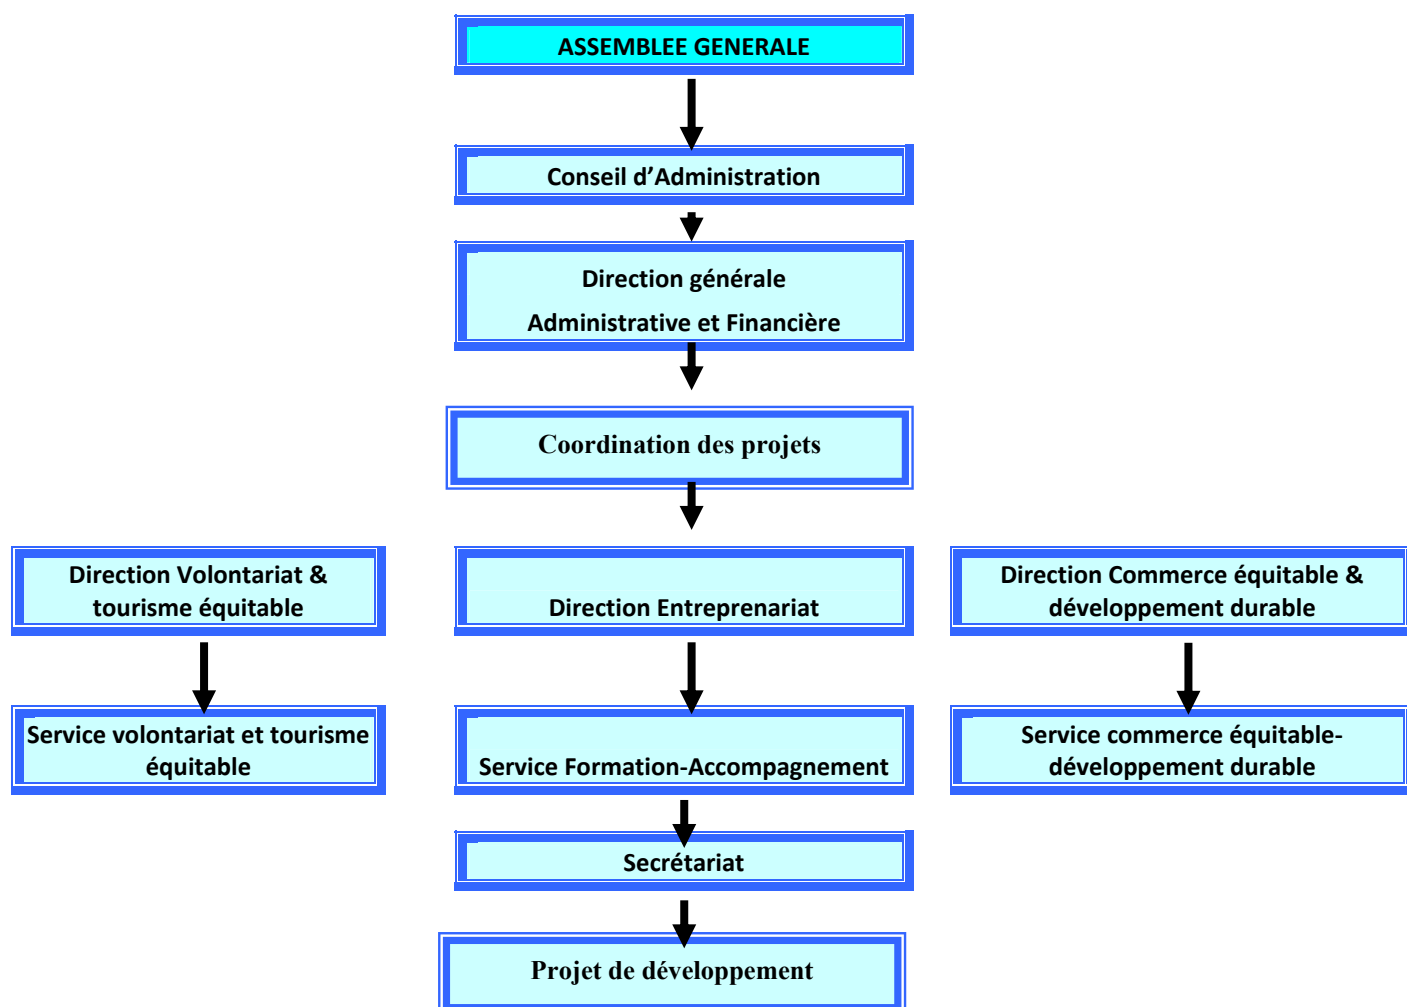 ASSEMBLEE GENERALE
Conseil d’Administration
Direction générale
Administrative et Financière
Coordination des projets
Direction Volontariat &
tourisme équitable
Direction Entreprenariat
Direction Commerce équitable &
développement durable
Service volontariat et tourisme
équitable
Service Formation-Accompagnement
Service commerce équitable-
développement durable
Secrétariat
Projet de développement